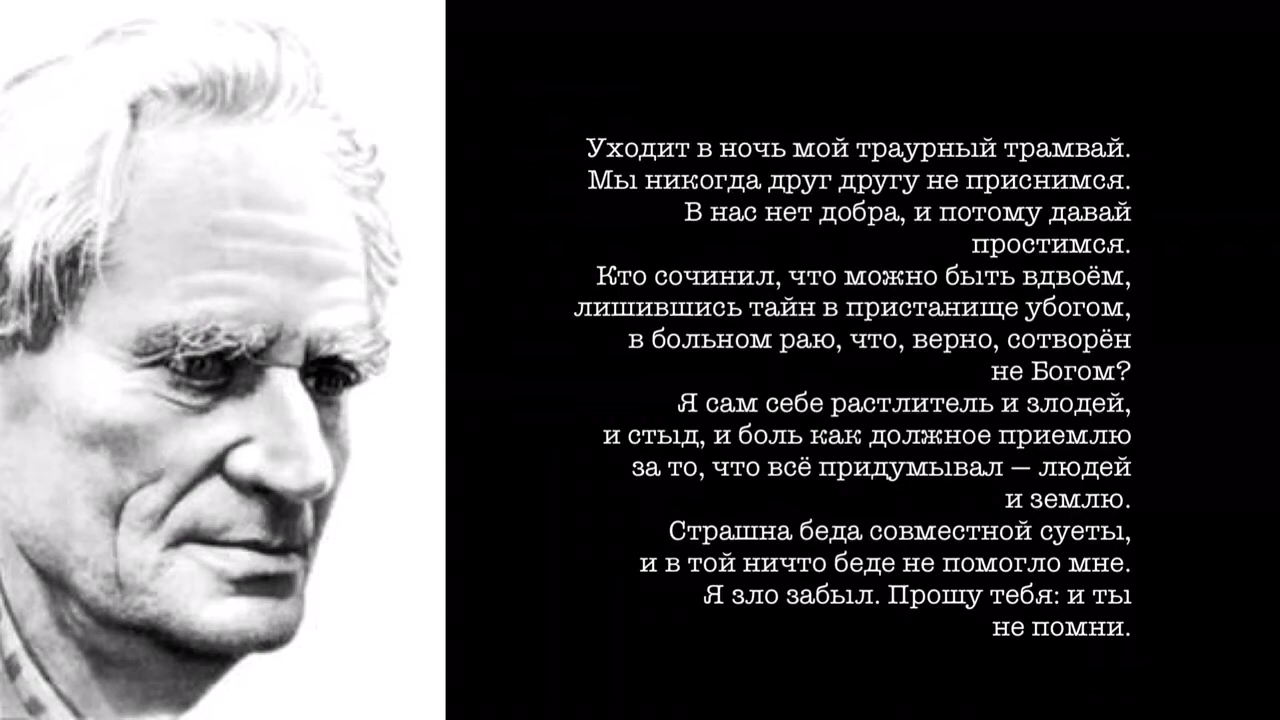 Уходит в ночь мой траурный трамвай.
Мы никогда друг другу не приснимся.
В нас нет добра, и потому давай
простимся.
Кто сочинил, что можно быть вдвоём,
лишившись тайн в пристанище убогом,
в больном раю, что, верно, сотворён
не Богом?
Я сам себе растлитель и злодей,
и стыд, и боль как должное приемлю
за то, что всё придумывал — людей
и землю.
Страшна беда совместной суеты,
и в той ничто беде не помогло мне.
Я зло забыл. Прошу тебя: и ты
не помни.